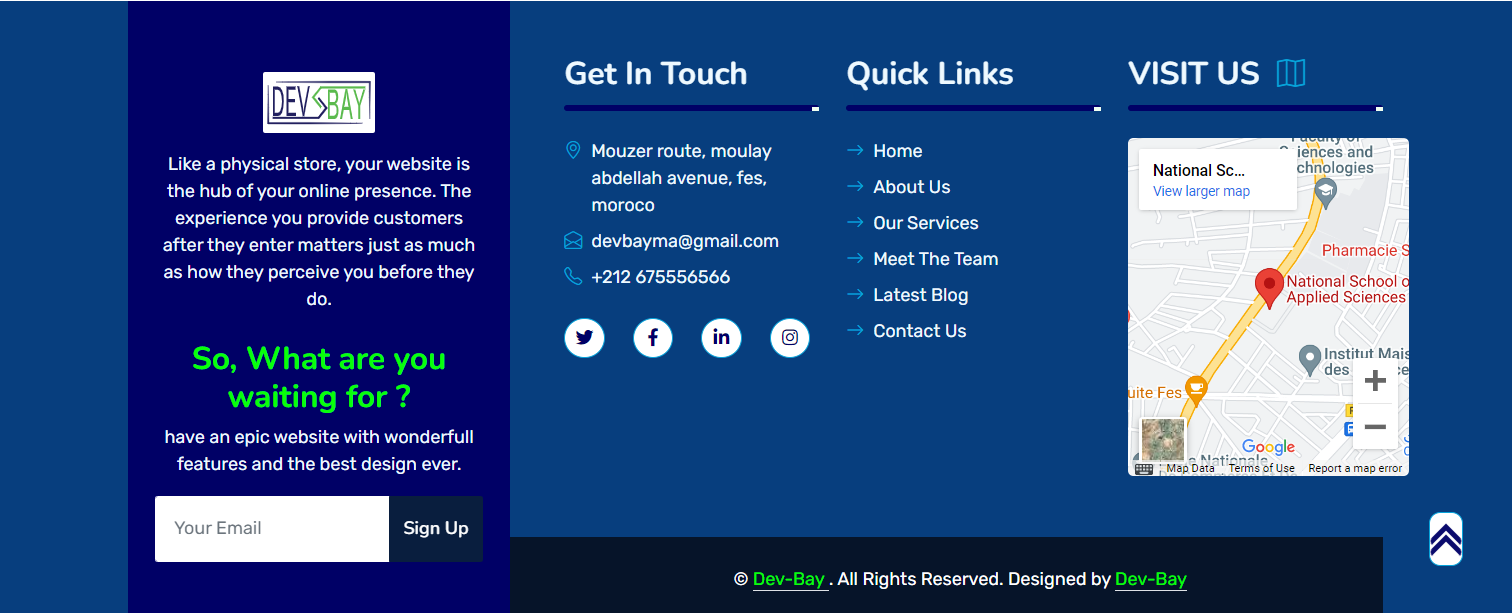 DEV BAY
Like a physical store, your website is
the hub of your online presence. The
experience you provide customers
after they enter matters just as much
as how they perceive you before they
do.
So, What are you
waiting for ?
have an epic website with wonderfull
features and the best design ever.
Your Email
Sign Up
Get In Touch
Mouzer route, moulay
abdellah avenue, fes,
moroco
devbayma@gmail.com
+212 675556566
Quick Links
Home
About Us
Our Services
Meet The Team
Latest Blog
Contact Us
VISIT US
National Sc...
View larger map
Faculty of
Sciences and
Pharmacie S
National School o
Applied Sciences
Institut Mais
des
uite Fes
Google
Nationale
Map Data
Terms of Use
Report a map error
© Dev-Bay . All Rights Reserved. Designed by Dev-Bay